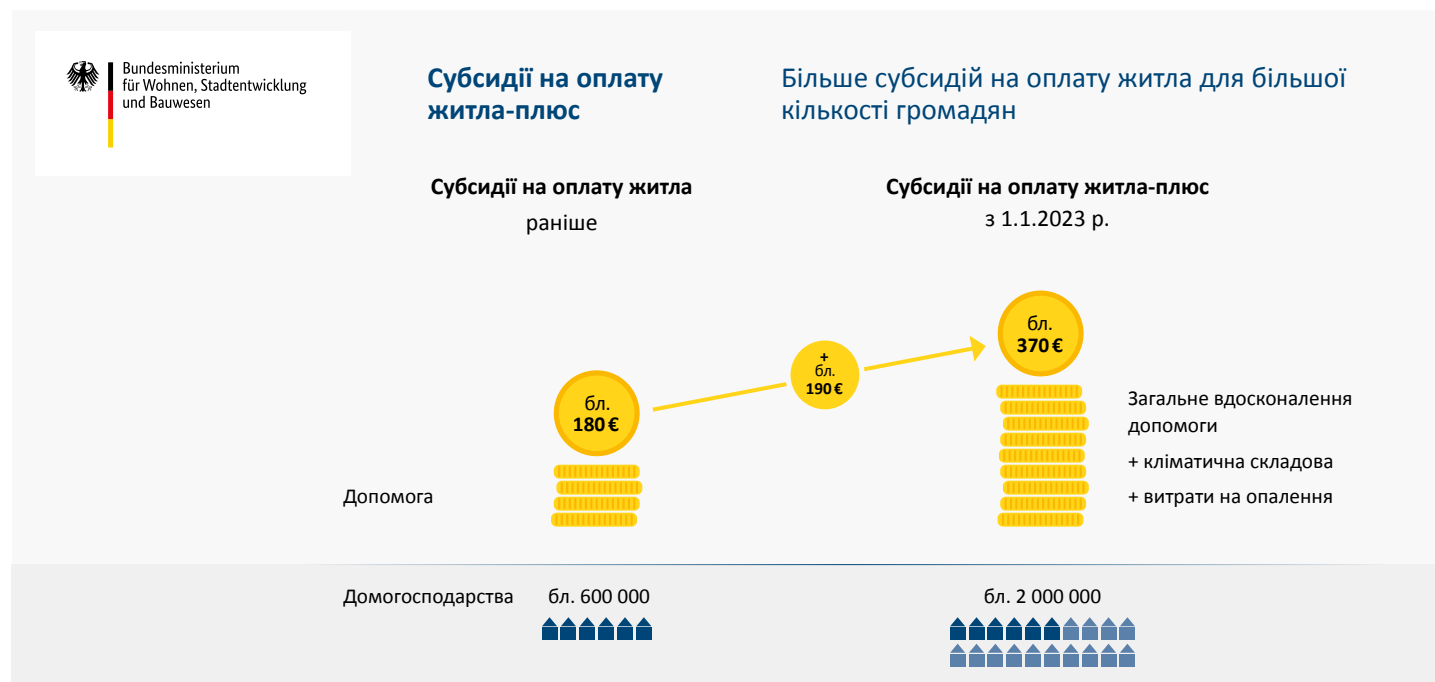 Bundesministerium
für Wohnen, Stadtentwicklung
und Bauwesen
Субсидії на оплату
житла-плюс
Більше субсидій на оплату житла для більшої
кількості громадян
Субсидії на оплату житла
раніше
Субсидії на оплату житла-плюс
з 1.1.2023 р.
бл.
180 €
+
бл.
190 €
бл.
370 €
Загальне вдосконалення
допомоги
+ кліматична складова
+ витрати на опалення
Допомога
Домогосподарства
бл. 600 000
бл. 2 000 000